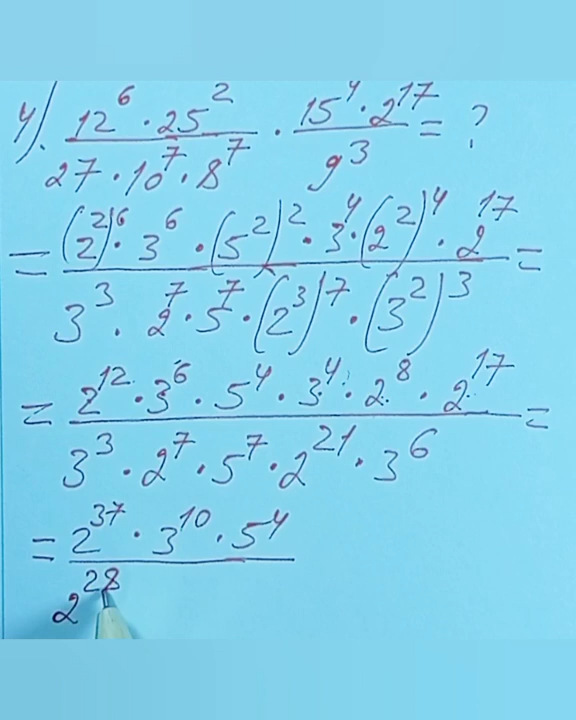 4). 12^6 · 25^2 / 27 · 10^7 · 8^7 · 15^4 · 2^17 / 9^3 = ?
= (2^2)^6 · 3^6 · (5^2)^2 · 3^4 · (2^2)^4 · 2^17 / 3^3 · 2^7 · 5^7 · (2^3)^7 · (3^2)^3 =
= 2^12 · 3^6 · 5^4 · 3^4 · 2^8 · 2^17 / 3^3 · 2^7 · 5^7 · 2^21 · 3^6 =
= 2^37 · 3^10 · 5^4 / 2^28